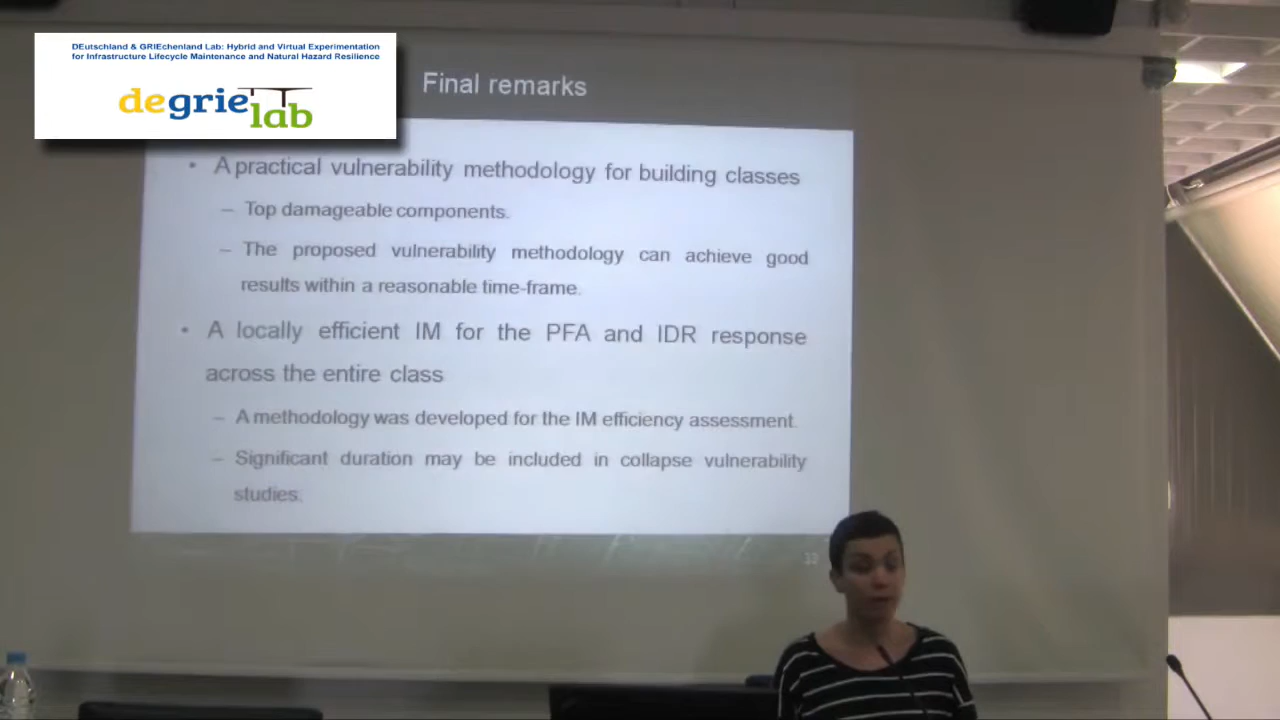 DEutschland & GRIEchenland Lab: Hybrid and Virtual Experimentation
for Infrastructure Lifecycle Maintenance and Natural Hazard Resilience
degrie lab
Final remarks
• A practical vulnerability methodology for building classes
– Top damageable components.
– The proposed vulnerability methodology can achieve good
results within a reasonable time-frame.
• A locally efficient IM for the PFA and IDR response
across the entire class
– A methodology was developed for the IM efficiency assessment.
– Significant duration may be included in collapse vulnerability
studies.